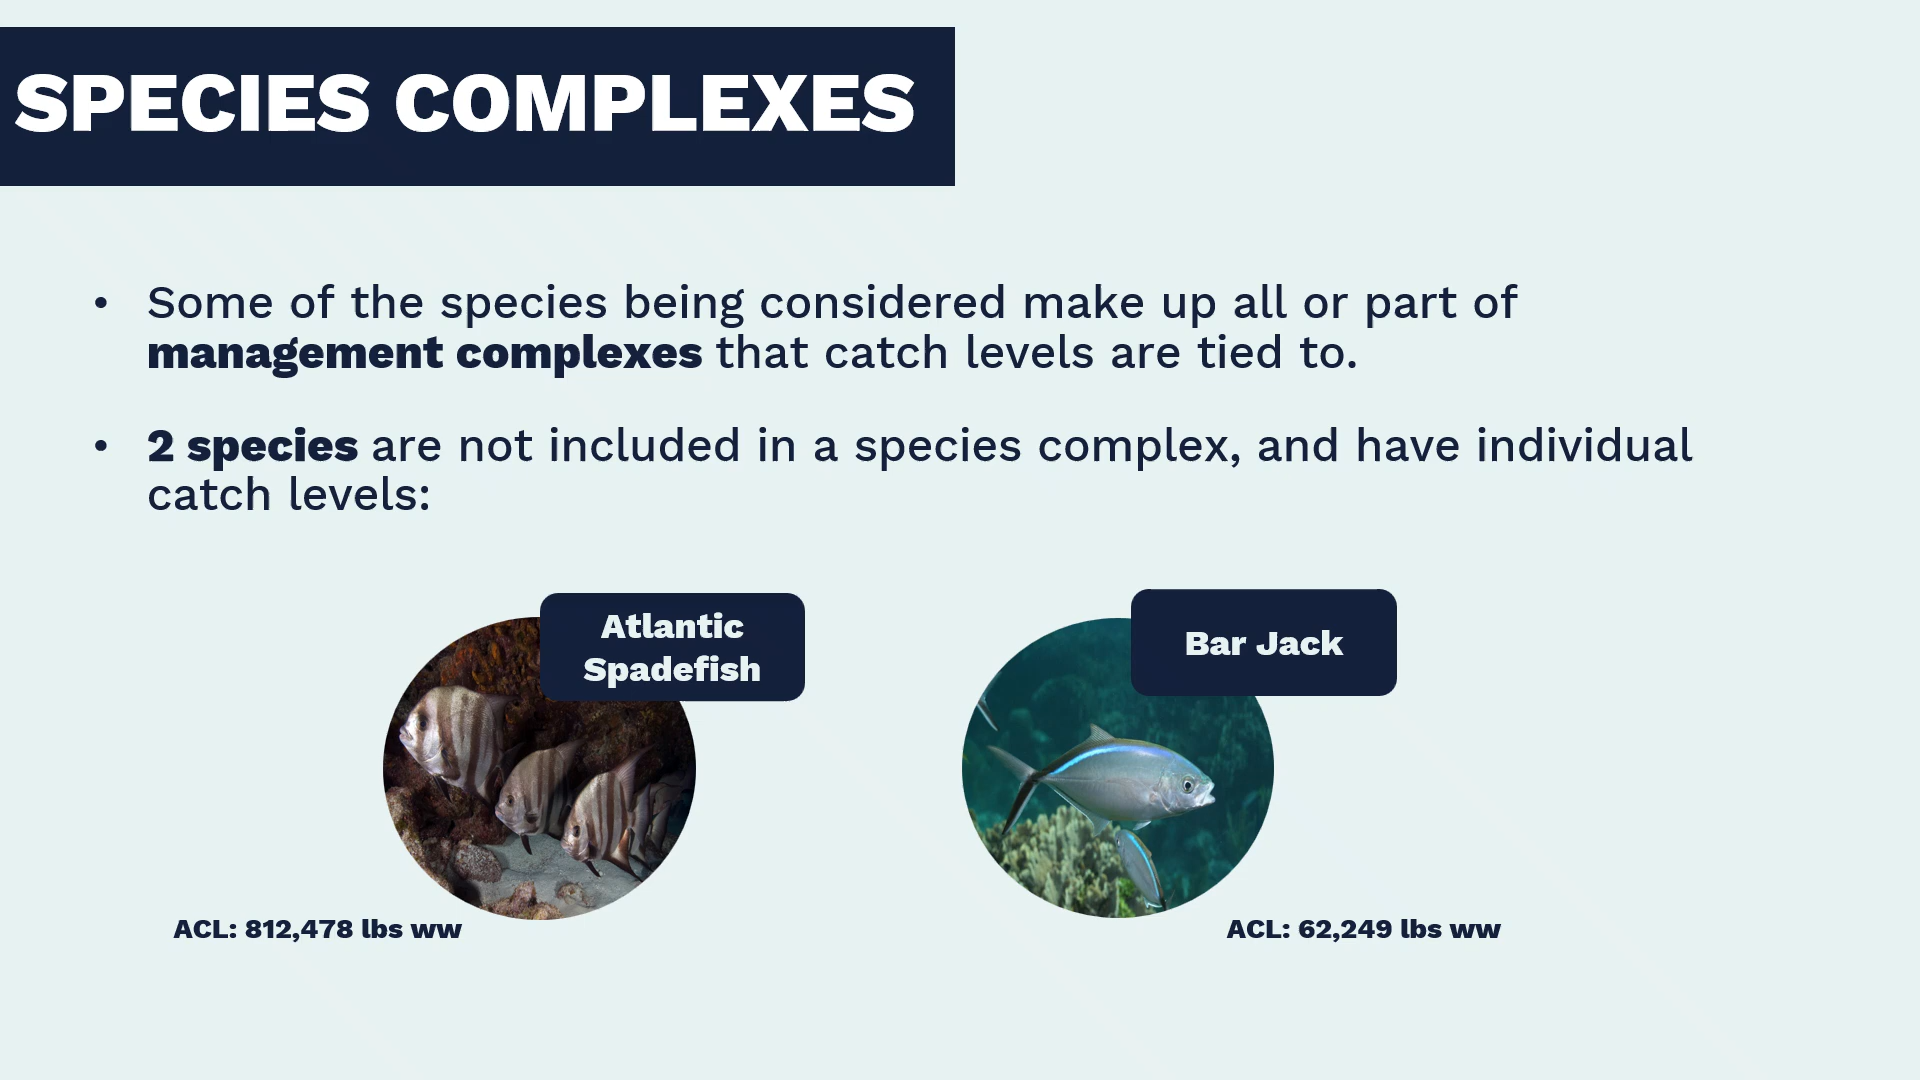 SPECIES COMPLEXES
• Some of the species being considered make up all or part of
management complexes that catch levels are tied to.
• 2 species are not included in a species complex, and have individual
catch levels:
Atlantic
Spadefish
Bar Jack
ACL: 812,478 lbs ww
ACL: 62,249 lbs ww